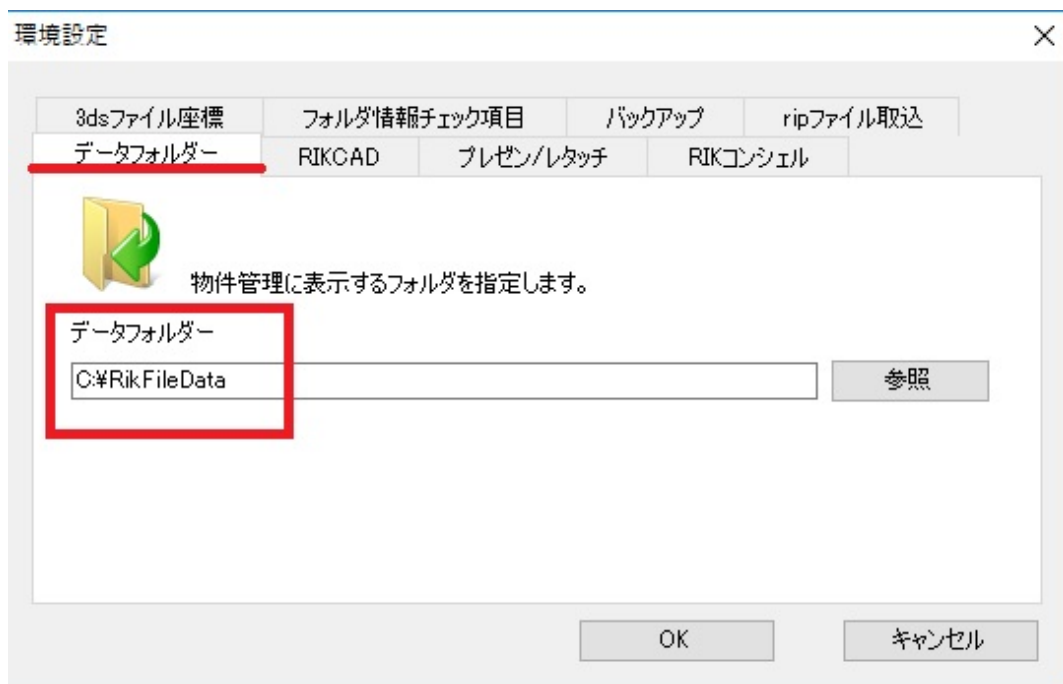 環境設定
3dsファイル座標 フォルダ情報チェック項目 バックアップ ripファイル取込
データフォルダー RIKCAD プレゼン/レタッチ RIKコンシェル
物件管理に表示するフォルダを指定します。
データフォルダー
C:¥RikFileData 参照
OK キャンセル